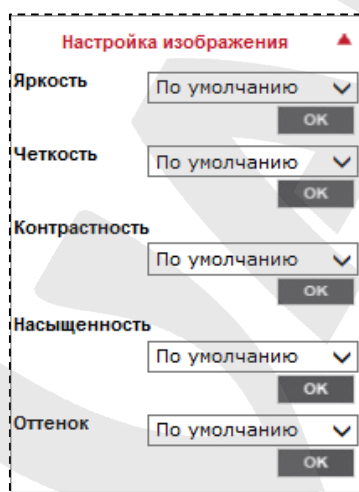 Настройка изображения
Яркость
По умолчанию
ОК
Четкость
По умолчанию
ОК
Контрастность
По умолчанию
ОК
Насыщенность
По умолчанию
ОК
Оттенок
По умолчанию
ОК